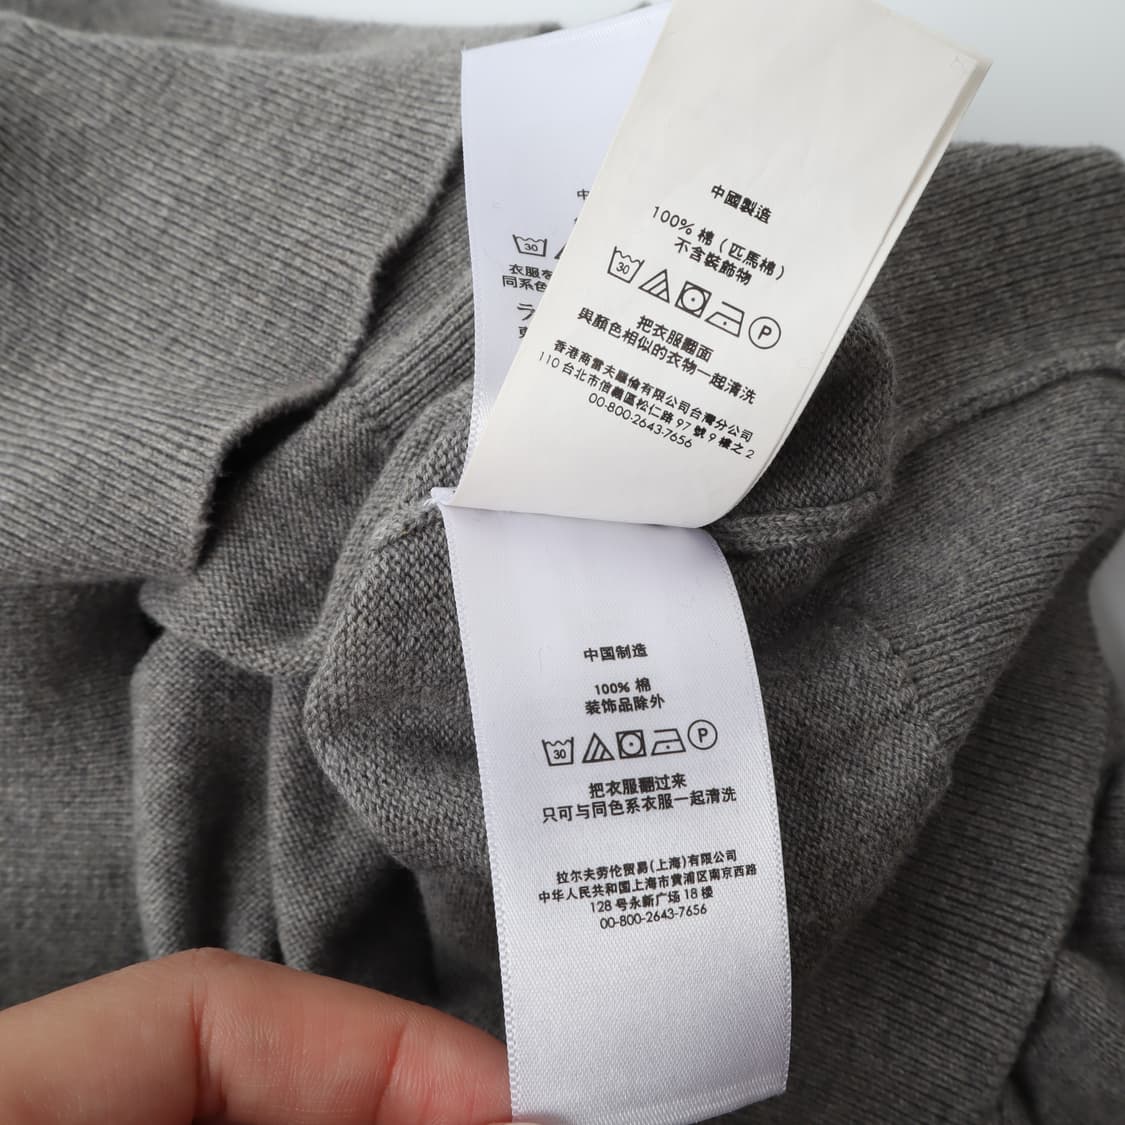 中
30
衣服
同系色
ラ
中國製造
100% 棉（匹馬棉）
不含裝飾物
30 P
把衣服翻面
與顏色相似的衣物一起清洗
香港商雷夫羅倫有限公司台灣分公司
110 台北市信義區松仁路 97 號 9 樓之 2
00-800-2643-7656
中国制造
100% 棉
装饰品除外
30 P
把衣服翻过来
只可与同色系衣服一起清洗
拉尔夫劳伦贸易(上海)有限公司
中华人民共和国上海市黄浦区南京西路
128 号永新广场 18 楼
00-800-2643-7656